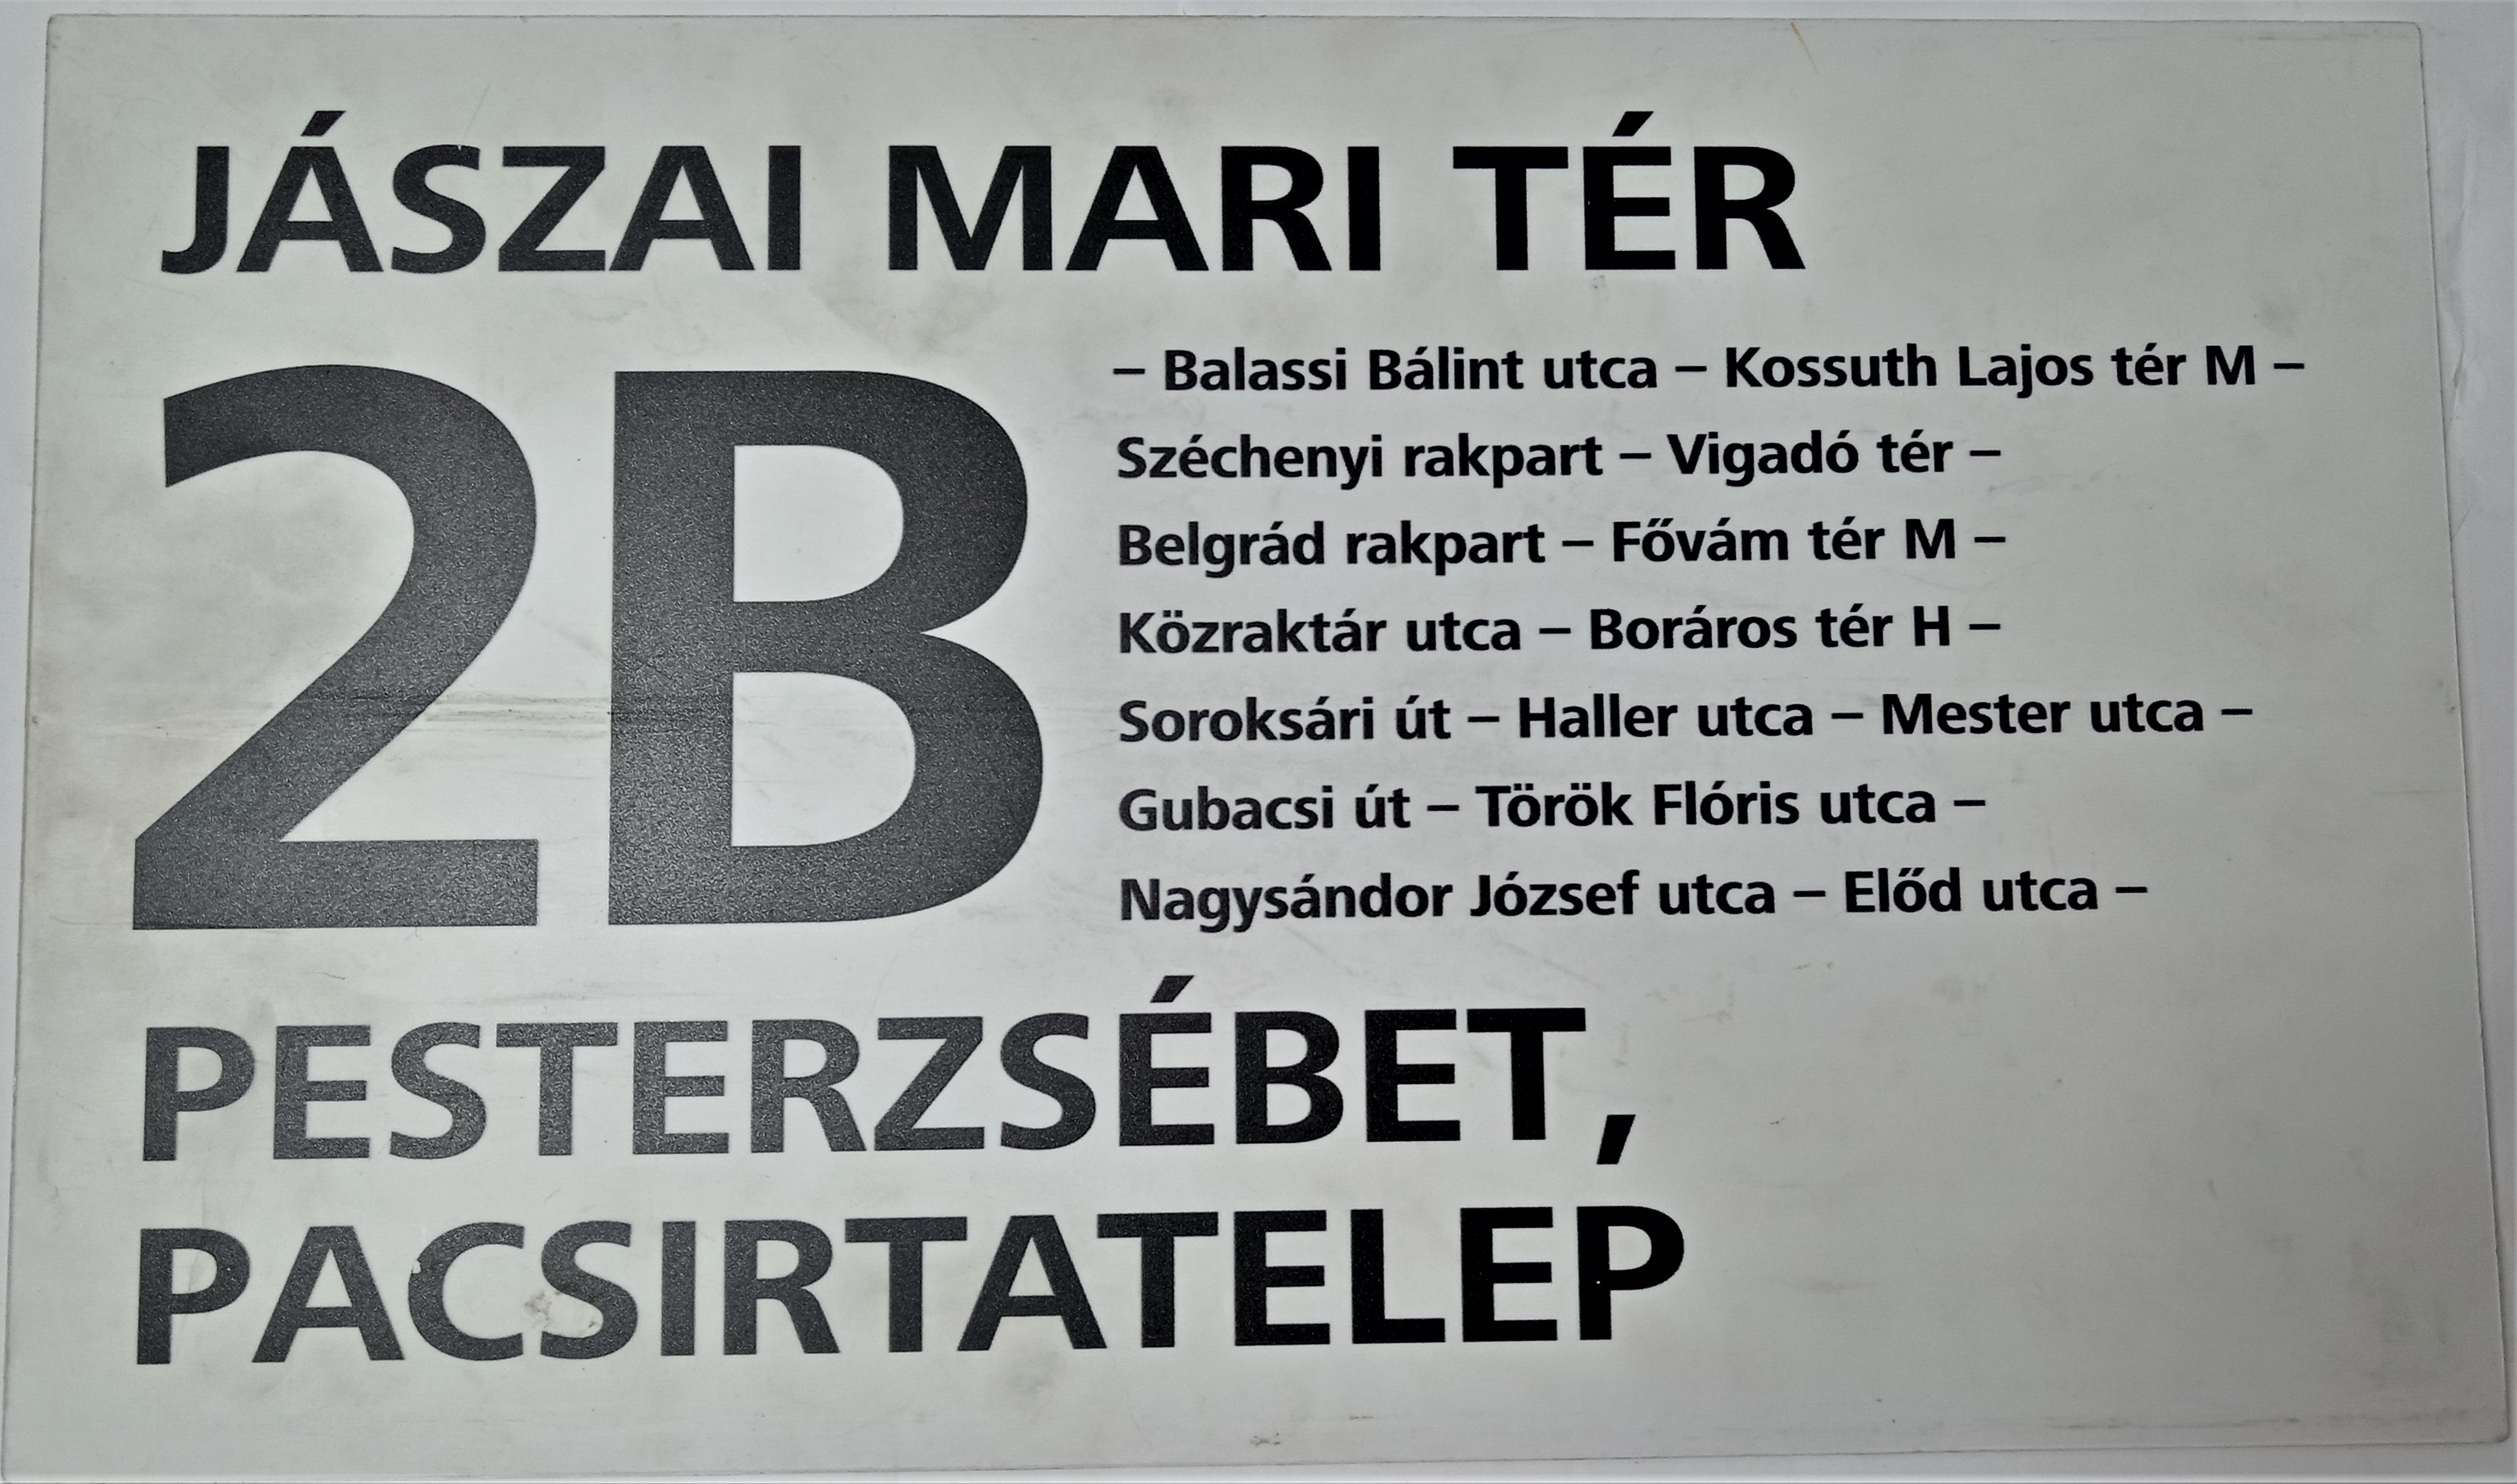 JÁSZAI MARI TÉR
2B
– Balassi Bálint utca – Kossuth Lajos tér M –
Széchenyi rakpart – Vigadó tér –
Belgrád rakpart – Fővám tér M –
Közraktár utca – Boráros tér H –
Soroksári út – Haller utca – Mester utca –
Gubacsi út – Török Flóris utca –
Nagysándor József utca – Előd utca –
PESTERZSÉBET,
PACSIRTATELEP